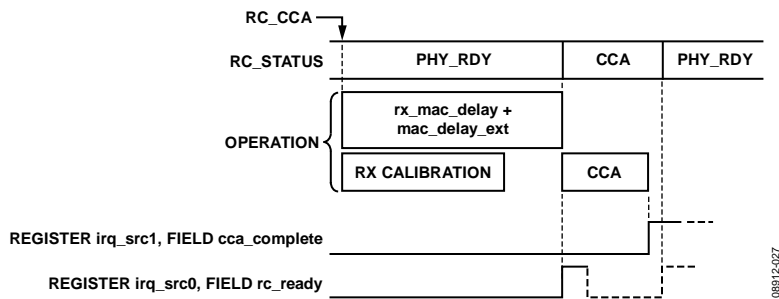 RC_CCA
RC_STATUS PHY_RDY CCA PHY_RDY
rx_mac_delay +
mac_delay_ext
OPERATION
RX CALIBRATION CCA
REGISTER irq_src1, FIELD cca_complete
REGISTER irq_src0, FIELD rc_ready
08912-027